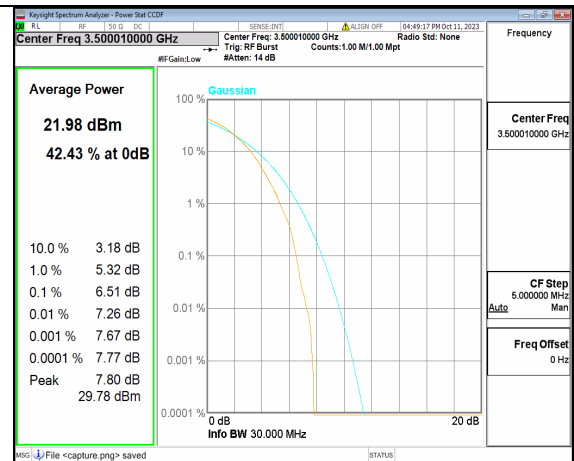 Keysight Spectrum Analyzer - Power Stat CCDF
RL RF 50 Ω DC SENSE:INT ALIGN OFF 04:49:17 PM Oct 11, 2023
Center Freq 3.500010000 GHz
Center Freq: 3.500010000 GHz Radio Std: None
Trig: RF Burst Counts:1.00 M/1.00 Mpt
#IFGain:Low #Atten: 14 dB
Frequency
Average Power
21.98 dBm
42.43 % at 0dB
10.0 % 3.18 dB
1.0 % 5.32 dB
0.1 % 6.51 dB
0.01 % 7.26 dB
0.001 % 7.67 dB
0.0001 % 7.77 dB
Peak 7.80 dB
29.78 dBm
Gaussian
100 %
10 %
1 %
0.1 %
0.01 %
0.001 %
0.0001 %
0 dB 20 dB
Info BW 30.000 MHz
Center Freq
3.500010000 GHz
CF Step
5.000000 MHz
Auto Man
Freq Offset
0 Hz
MSG File <capture.png> saved STATUS